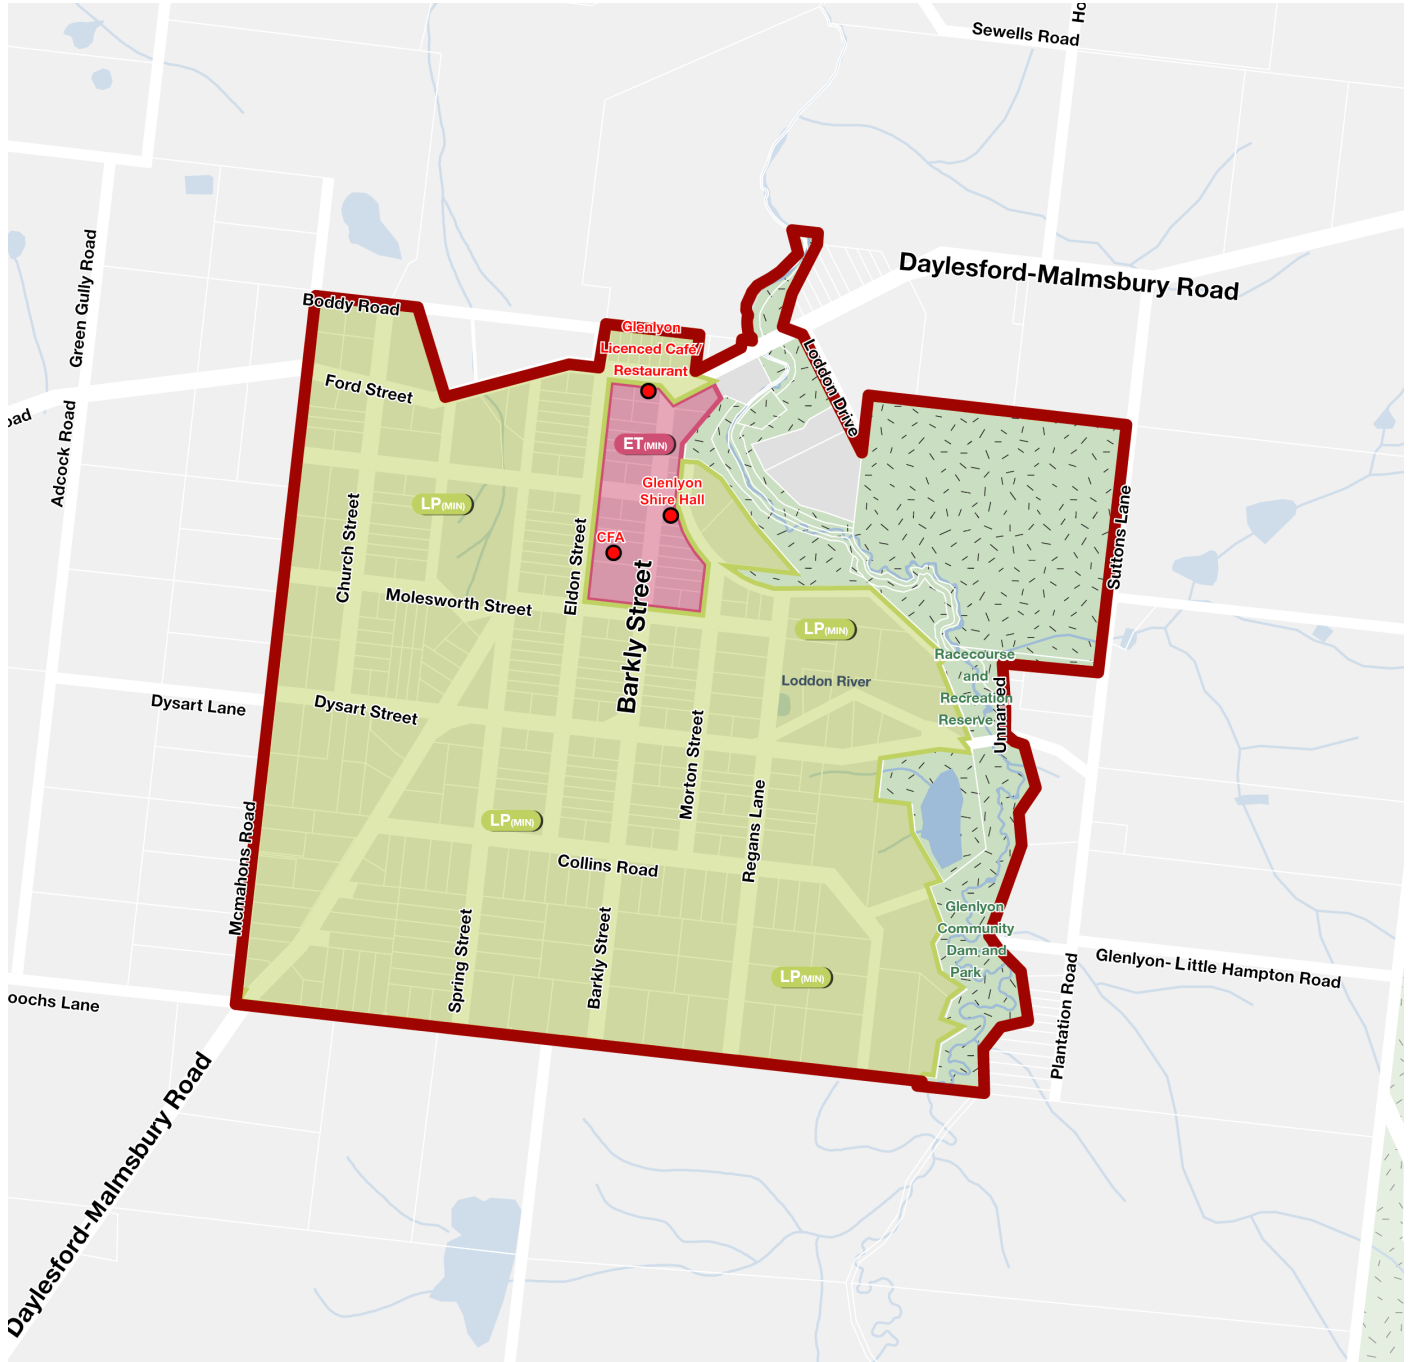 Ho
Sewells Road
Daylesford-Malmsbury Road
Green Gully Road
Boddy Road
Glenlyon
Licenced Café/
Restaurant
Loddon Drive
Ford Street
oad
Adcock Road
ET(MIN)
Glenlyon
Shire Hall
LP(MIN)
Church Street
CFA
Eldon Street
Suttons Lane
Molesworth Street
Barkly Street
LP(MIN)
Racecourse
and
Recreation
Reserve
Unnamed
Loddon River
Dysart Lane
Dysart Street
Morton Street
Regans Lane
LP(MIN)
Mcmahons Road
Collins Road
Glenlyon
Community
Dam and
Park
Spring Street
Barkly Street
LP(MIN)
Glenlyon- Little Hampton Road
Plantation Road
oochs Lane
Daylesford-Malmsbury Road